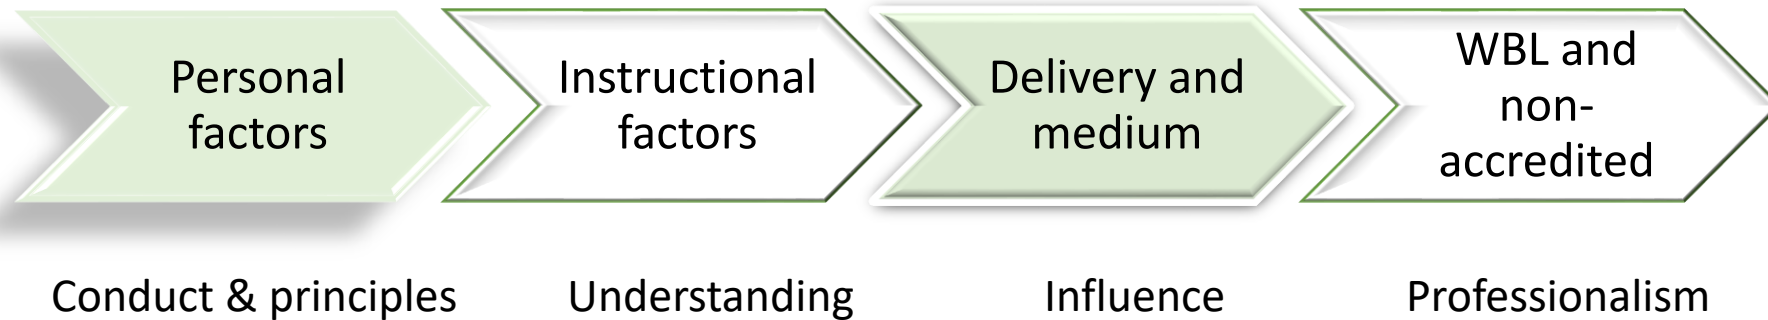 Personal
factors
Instructional
factors
Delivery and
medium
WBL and
non-
accredited
Conduct & principles
Understanding
Influence
Professionalism